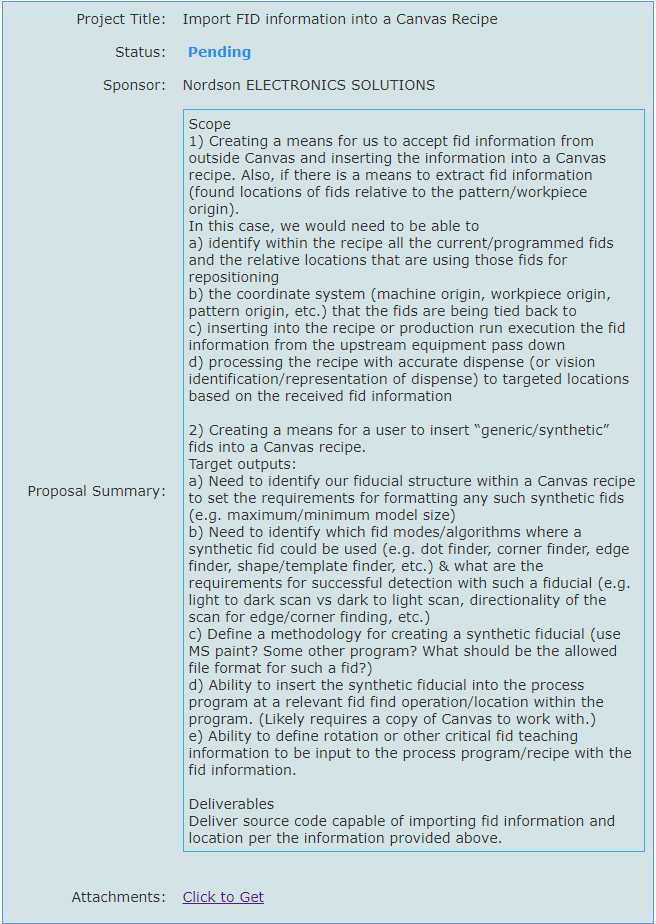 Project Title: Import FID information into a Canvas Recipe
Status: Pending
Sponsor: Nordson ELECTRONICS SOLUTIONS
Scope
1) Creating a means for us to accept fid information from
outside Canvas and inserting the information into a Canvas
recipe. Also, if there is a means to extract fid information
(found locations of fids relative to the pattern/workpiece
origin).
In this case, we would need to be able to
a) identify within the recipe all the current/programmed fids
and the relative locations that are using those fids for
repositioning
b) the coordinate system (machine origin, workpiece origin,
pattern origin, etc.) that the fids are being tied back to
c) inserting into the recipe or production run execution the fid
information from the upstream equipment pass down
d) processing the recipe with accurate dispense (or vision
identification/representation of dispense) to targeted locations
based on the received fid information

2) Creating a means for a user to insert “generic/synthetic”
fids into a Canvas recipe.
Target outputs:
a) Need to identify our fiducial structure within a Canvas recipe
to set the requirements for formatting any such synthetic fids
Proposal Summary: (e.g. maximum/minimum model size)
b) Need to identify which fid modes/algorithms where a
synthetic fid could be used (e.g. dot finder, corner finder, edge
finder, shape/template finder, etc.) & what are the
requirements for successful detection with such a fiducial (e.g.
light to dark scan vs dark to light scan, directionality of the
scan for edge/corner finding, etc.)
c) Define a methodology for creating a synthetic fiducial (use
MS paint? Some other program? What should be the allowed
file format for such a fid?)
d) Ability to insert the synthetic fiducial into the process
program at a relevant fid find operation/location within the
program. (Likely requires a copy of Canvas to work with.)
e) Ability to define rotation or other critical fid teaching
information to be input to the process program/recipe with the
fid information.

Deliverables
Deliver source code capable of importing fid information and
location per the information provided above.
Attachments: Click to Get